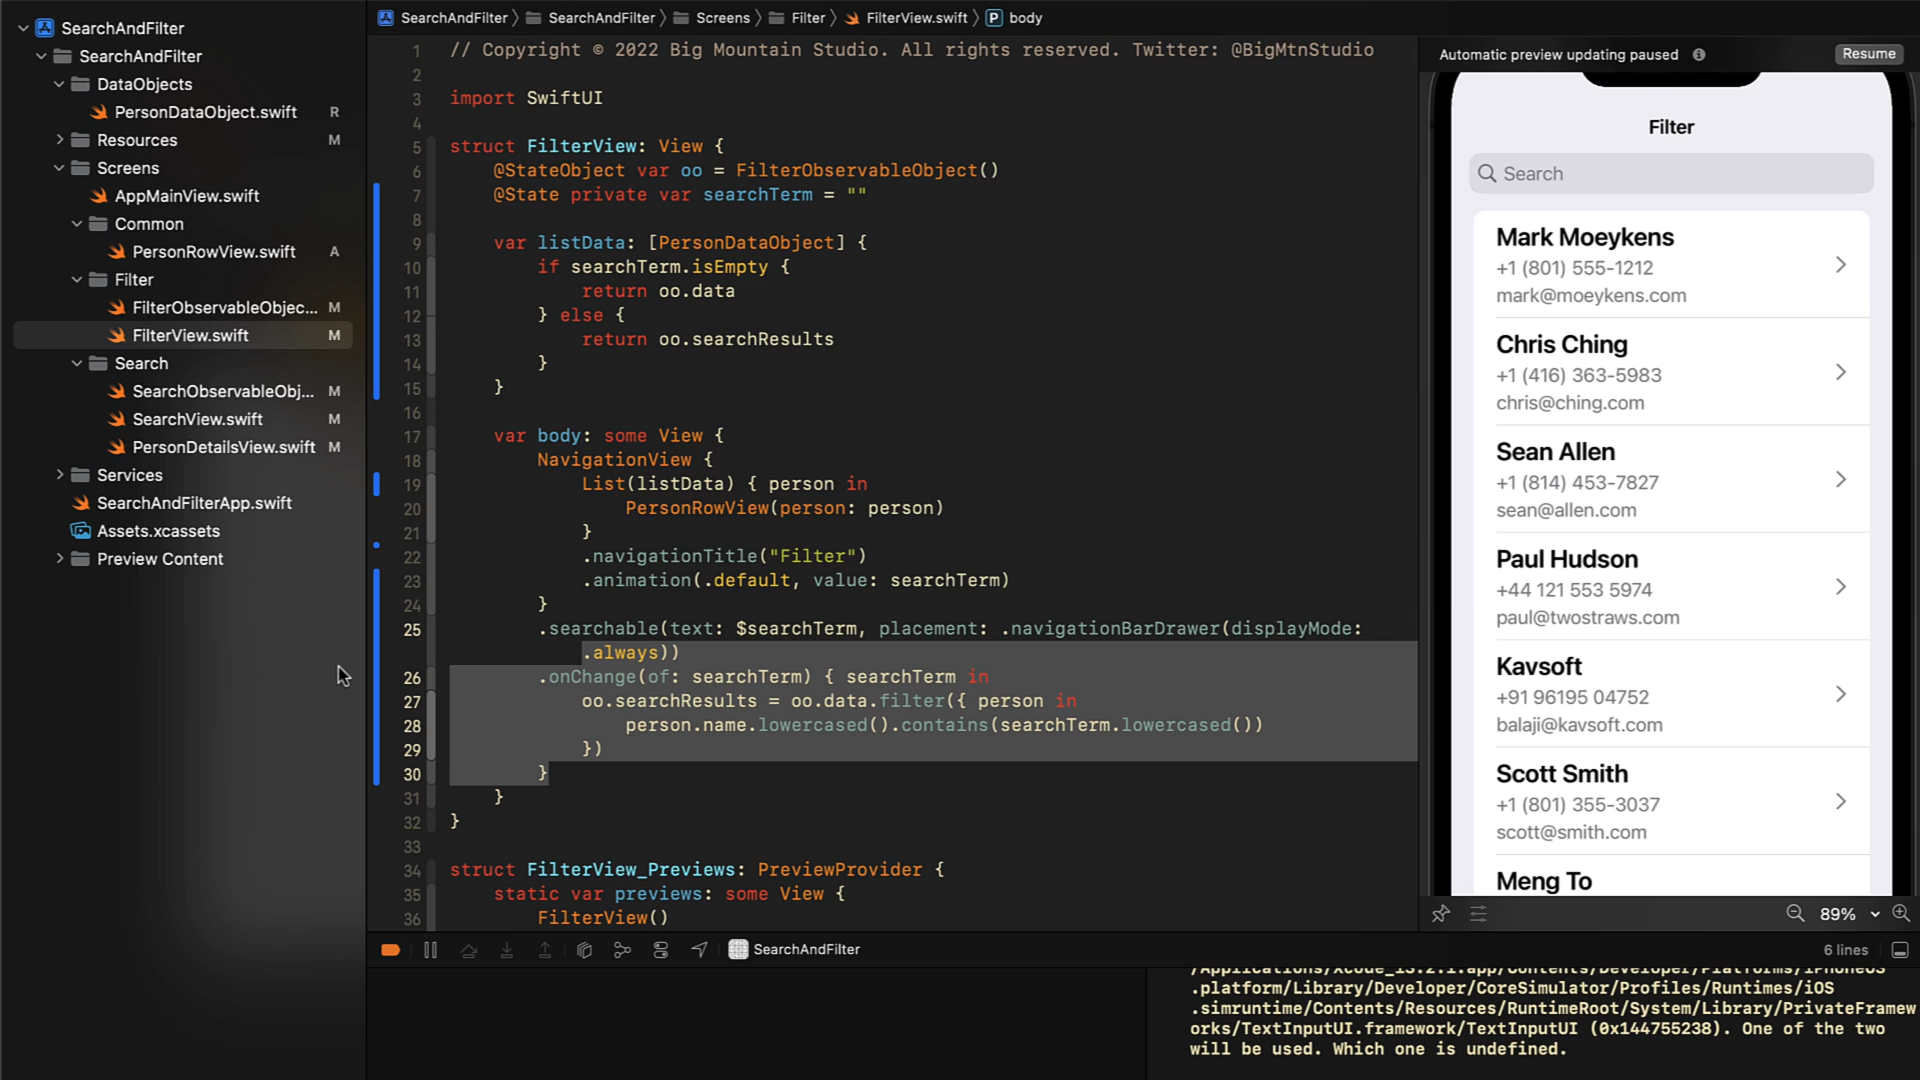 SearchAndFilter
SearchAndFilter
DataObjects
PersonDataObject.swift R
Resources M
Screens
AppMainView.swift
Common
PersonRowView.swift A
Filter
FilterObservableObjec... M
FilterView.swift M
Search
SearchObservableObj... M
SearchView.swift M
PersonDetailsView.swift M
Services
SearchAndFilterApp.swift
Assets.xcassets
Preview Content
SearchAndFilter SearchAndFilter Screens Filter FilterView.swift P body
1 // Copyright © 2022 Big Mountain Studio. All rights reserved. Twitter: @BigMtnStudio
2
3 import SwiftUI
4
5 struct FilterView: View {
6 @StateObject var oo = FilterObservableObject()
7 @State private var searchTerm = ""
8
9 var listData: [PersonDataObject] {
10 if searchTerm.isEmpty {
11 return oo.data
12 } else {
13 return oo.searchResults
14 }
15 }
16
17 var body: some View {
18 NavigationView {
19 List(listData) { person in
20 PersonRowView(person: person)
21 }
22 .navigationTitle("Filter")
23 .animation(.default, value: searchTerm)
24 }
25 .searchable(text: $searchTerm, placement: .navigationBarDrawer(displayMode:
.always))
26 .onChange(of: searchTerm) { searchTerm in
27 oo.searchResults = oo.data.filter({ person in
28 person.name.lowercased().contains(searchTerm.lowercased())
29 })
30 }
31 }
32 }
33
34 struct FilterView_Previews: PreviewProvider {
35 static var previews: some View {
36 FilterView()
Automatic preview updating paused Resume
Filter
Search
Mark Moeykens
+1 (801) 555-1212
mark@moeykens.com
Chris Ching
+1 (416) 363-5983
chris@ching.com
Sean Allen
+1 (814) 453-7827
sean@allen.com
Paul Hudson
+44 121 553 5974
paul@twostraws.com
Kavsoft
+91 96195 04752
balaji@kavsoft.com
Scott Smith
+1 (801) 355-3037
scott@smith.com
Meng To
89%
SearchAndFilter
6 lines
/Applications/Xcode_13.2.1.app/Contents/Developer/Platforms/iPhoneOS
.platform/Library/Developer/CoreSimulator/Profiles/Runtimes/iOS
.simruntime/Contents/Resources/RuntimeRoot/System/Library/PrivateFramew
orks/TextInputUI.framework/TextInputUI (0x144755238). One of the two
will be used. Which one is undefined.